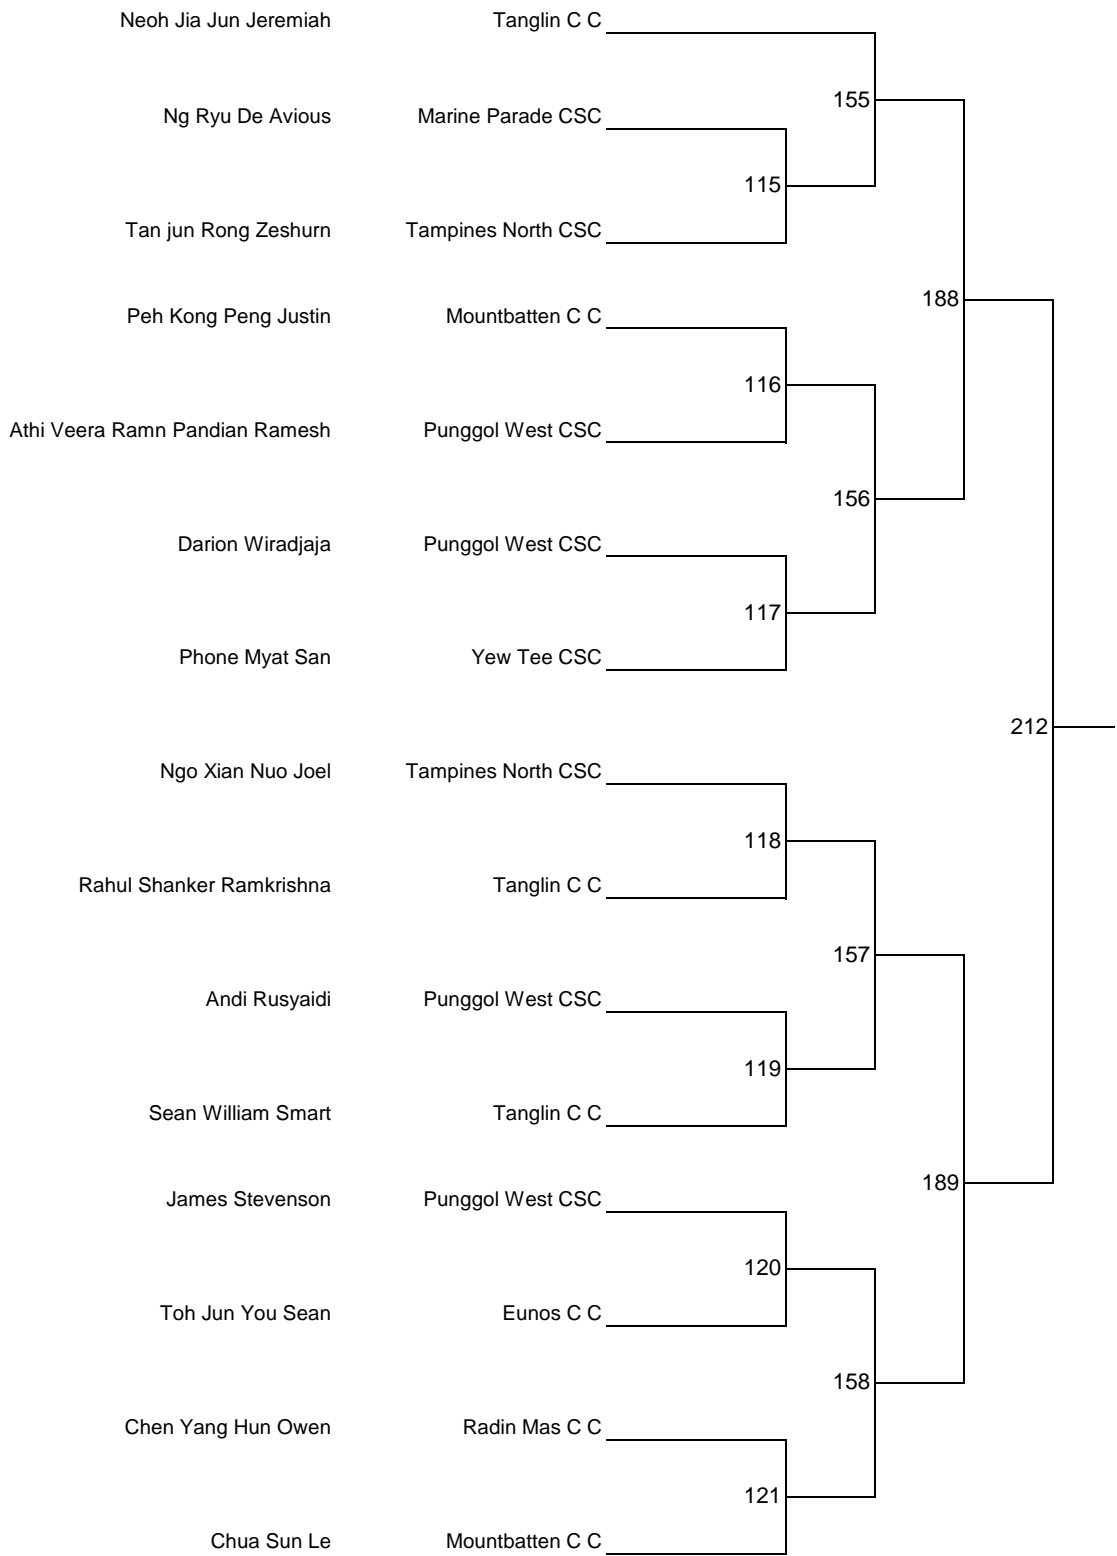 Neoh Jia Jun Jeremiah Tanglin C C
155
Ng Ryu De Avious Marine Parade CSC
115
Tan jun Rong Zeshurn Tampines North CSC
188
Peh Kong Peng Justin Mountbatten C C
116
Athi Veera Ramn Pandian Ramesh Punggol West CSC
156
Darion Wiradjaja Punggol West CSC
117
Phone Myat San Yew Tee CSC
212
Ngo Xian Nuo Joel Tampines North CSC
118
Rahul Shanker Ramkrishna Tanglin C C
157
Andi Rusyaidi Punggol West CSC
119
Sean William Smart Tanglin C C
189
James Stevenson Punggol West CSC
120
Toh Jun You Sean Eunos C C
158
Chen Yang Hun Owen Radin Mas C C
121
Chua Sun Le Mountbatten C C